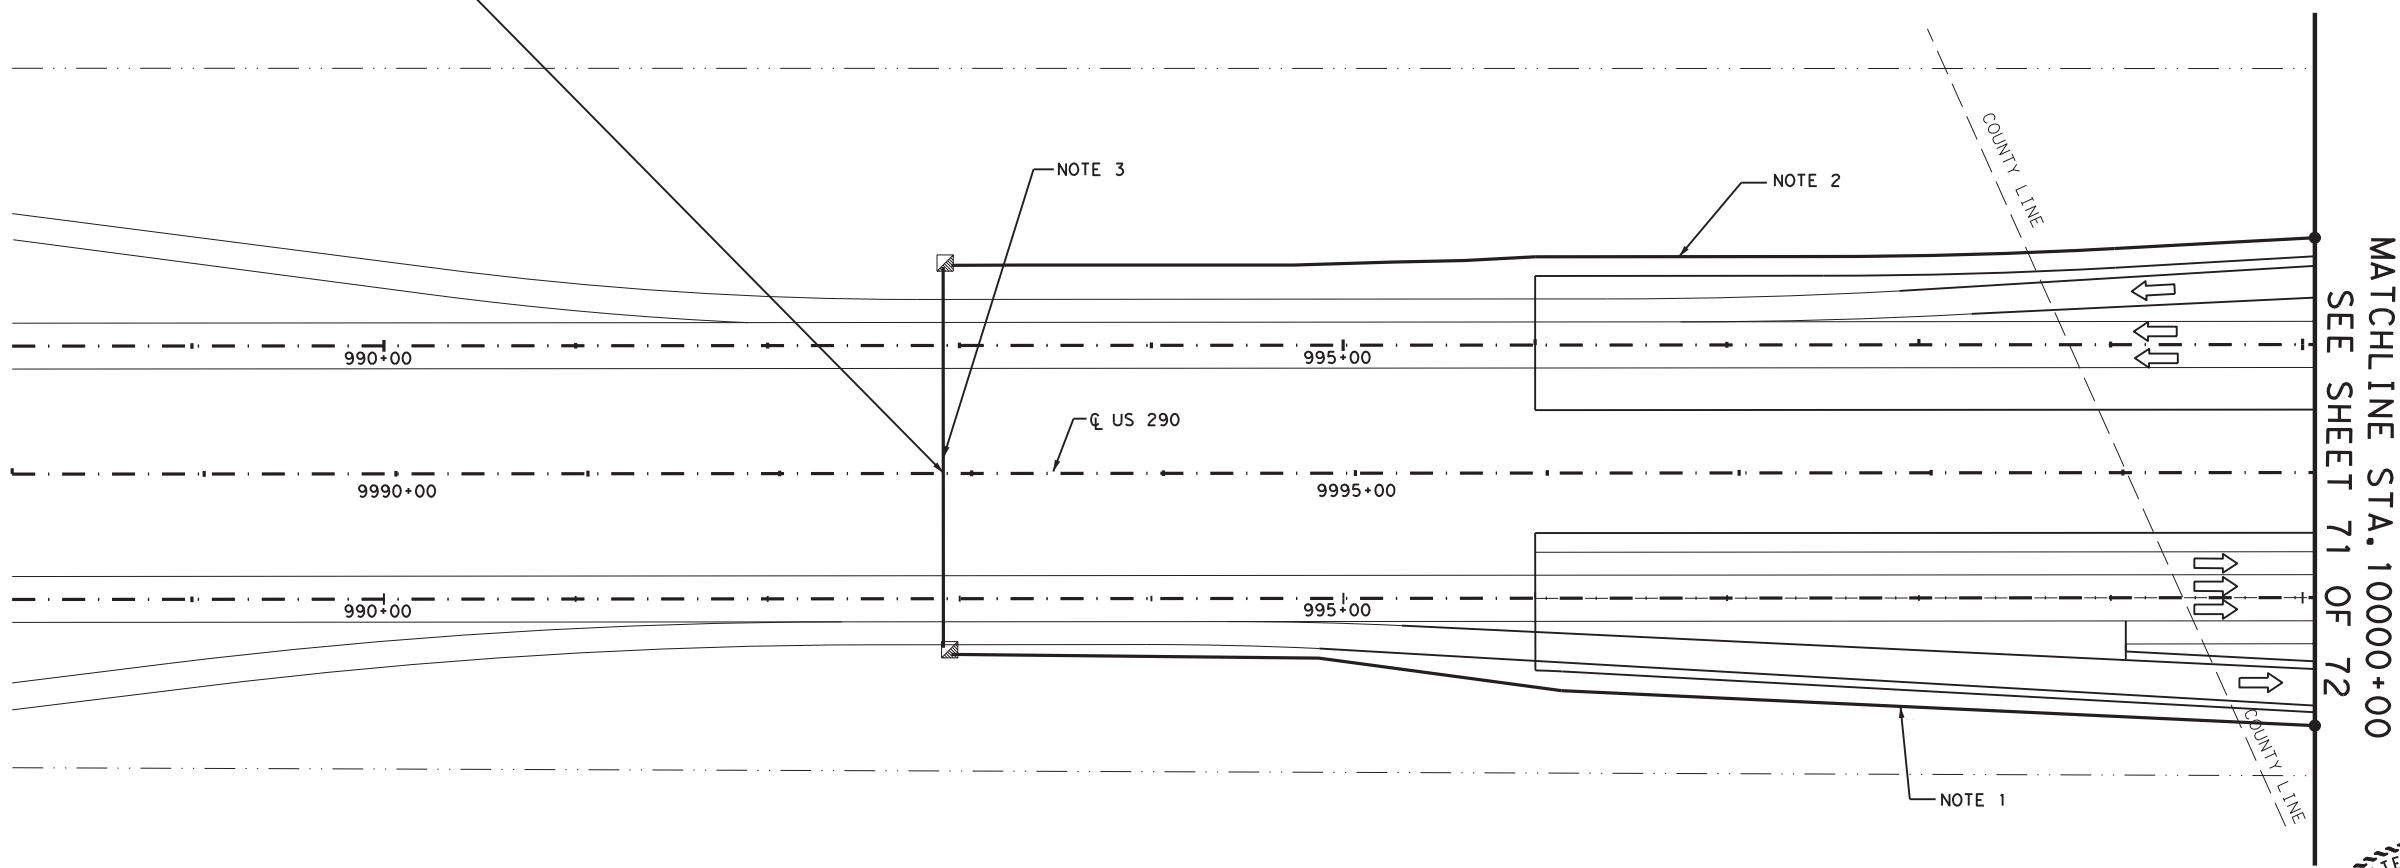 NOTE 3
NOTE 2
COUNTY LINE
990+00
995+00
℄ US 290
9990+00
9995+00
990+00
995+00
NOTE 1
COUNTY LINE
MATCHLINE STA. 10000+00
SEE SHEET 71 OF 72